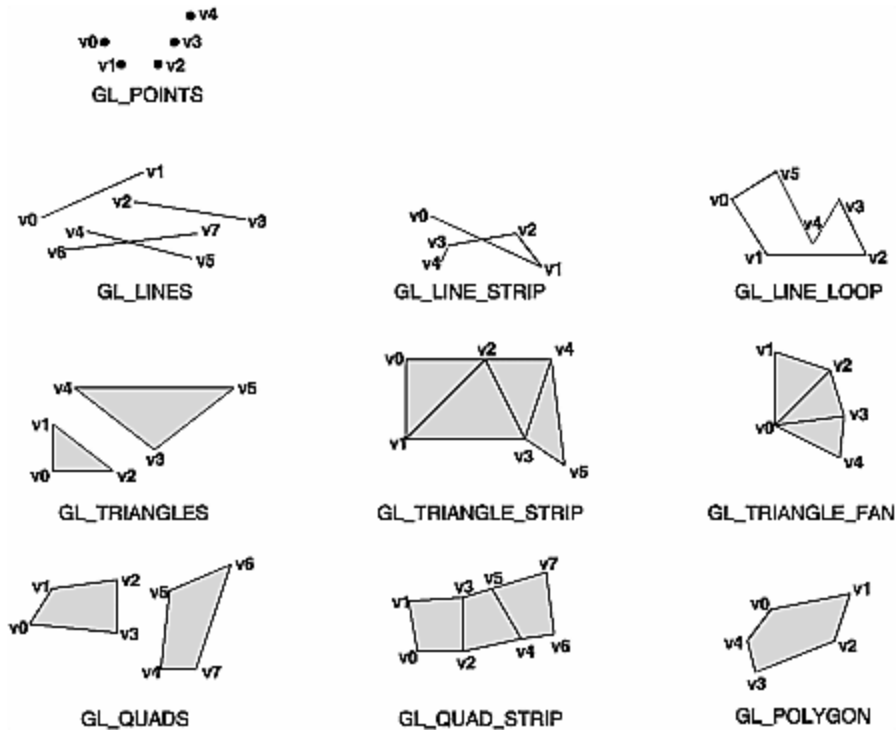 v4
v0 v3
v1 v2
GL_POINTS
v1
v2
v0 v3
v4 v7
v6 v5
GL_LINES
v0
v2
v3
v4 v1
GL_LINE_STRIP
v5
v0 v3
v4
v1 v2
GL_LINE_LOOP
v4 v5
v1
v3
v0 v2
GL_TRIANGLES
v0 v2 v4
v1 v3
v5
GL_TRIANGLE_STRIP
v1
v2
v3
v0
v4
GL_TRIANGLE_FAN
v6
v1 v2 v5
v0 v3
v4 v7
GL_QUADS
v7
v5
v1 v3
v0 v2 v4 v6
GL_QUAD_STRIP
v1
v0
v4 v2
v3
GL_POLYGON